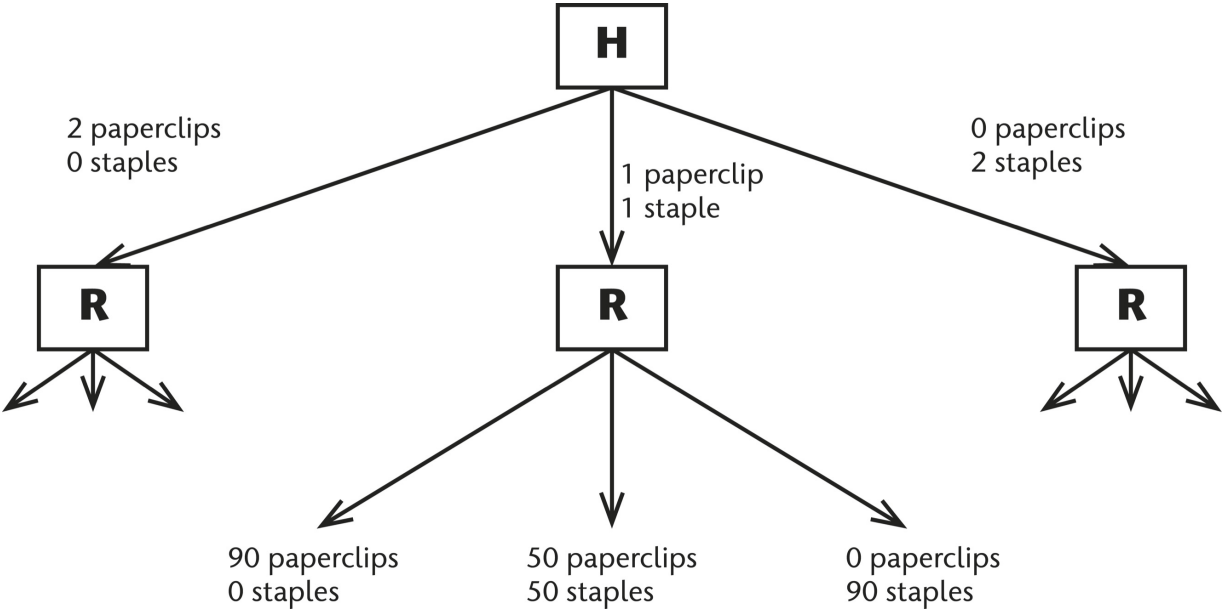 H
2 paperclips
0 staples
1 paperclip
1 staple
0 paperclips
2 staples
R
R
R
90 paperclips
0 staples
50 paperclips
50 staples
0 paperclips
90 staples